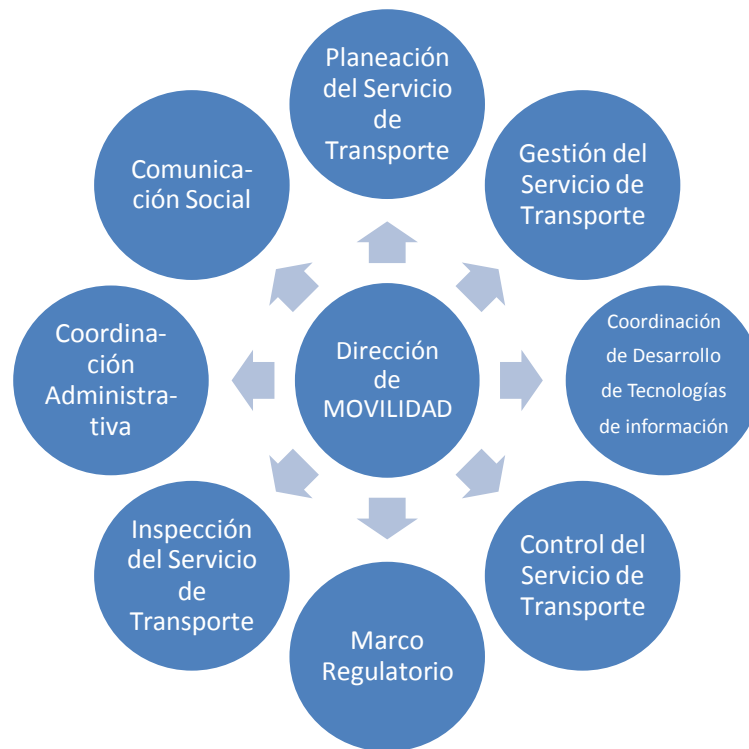 Planeación
del Servicio
de
Transporte
Gestión del
Servicio de
Transporte
Coordinación
de Desarrollo
de Tecnologías
de información
Control del
Servicio de
Transporte
Marco
Regulatorio
Inspección
del Servicio
de
Transporte
Coordina-
ción
Administra-
tiva
Comunica-
ción Social
Dirección
de
MOVILIDAD